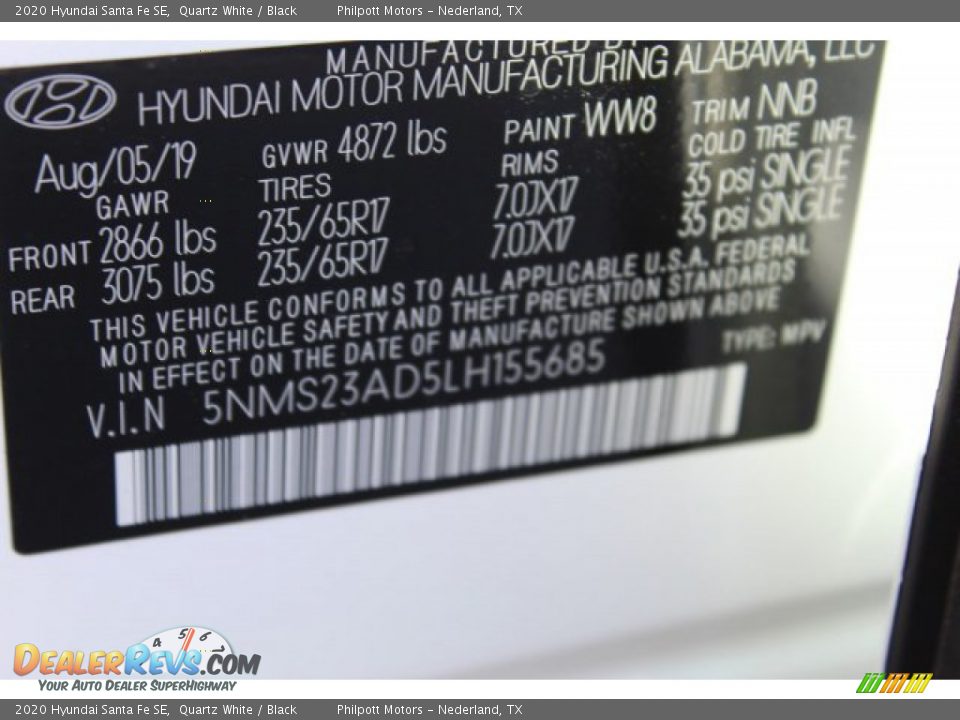 2020 Hyundai Santa Fe SE, Quartz White / Black Philpott Motors - Nederland, TX
MANUFACTURED BY
HYUNDAI MOTOR MANUFACTURING ALABAMA, LLC
Aug/05/19 GVWR 4872 lbs PAINT WW8 TRIM NNB
GAWR TIRES RIMS COLD TIRE INFL
FRONT 2866 lbs 235/65R17 7.0JX17 35 psi SINGLE
REAR 3075 lbs 235/65R17 7.0JX17 35 psi SINGLE
THIS VEHICLE CONFORMS TO ALL APPLICABLE U.S.A. FEDERAL
MOTOR VEHICLE SAFETY AND THEFT PREVENTION STANDARDS
IN EFFECT ON THE DATE OF MANUFACTURE SHOWN ABOVE
V.I.N 5NMS23AD5LH155685 TYPE: MPV
4 5 6 7
DEALERREVS.COM
YOUR AUTO DEALER SUPERHIGHWAY
2020 Hyundai Santa Fe SE, Quartz White / Black Philpott Motors - Nederland, TX